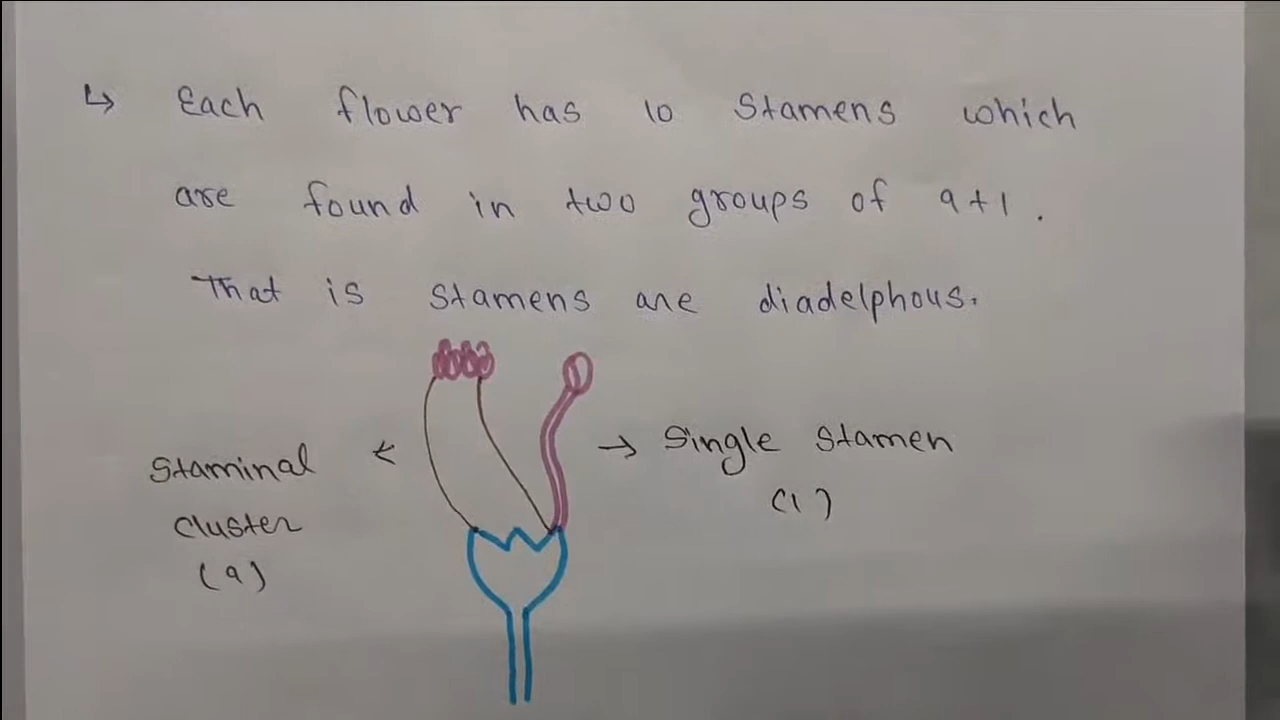 ↳ Each flower has 10 Stamens which
are found in two groups of 9+1.
That is stamens are diadelphous.
Staminal ← → Single Stamen
cluster (1)
(9)